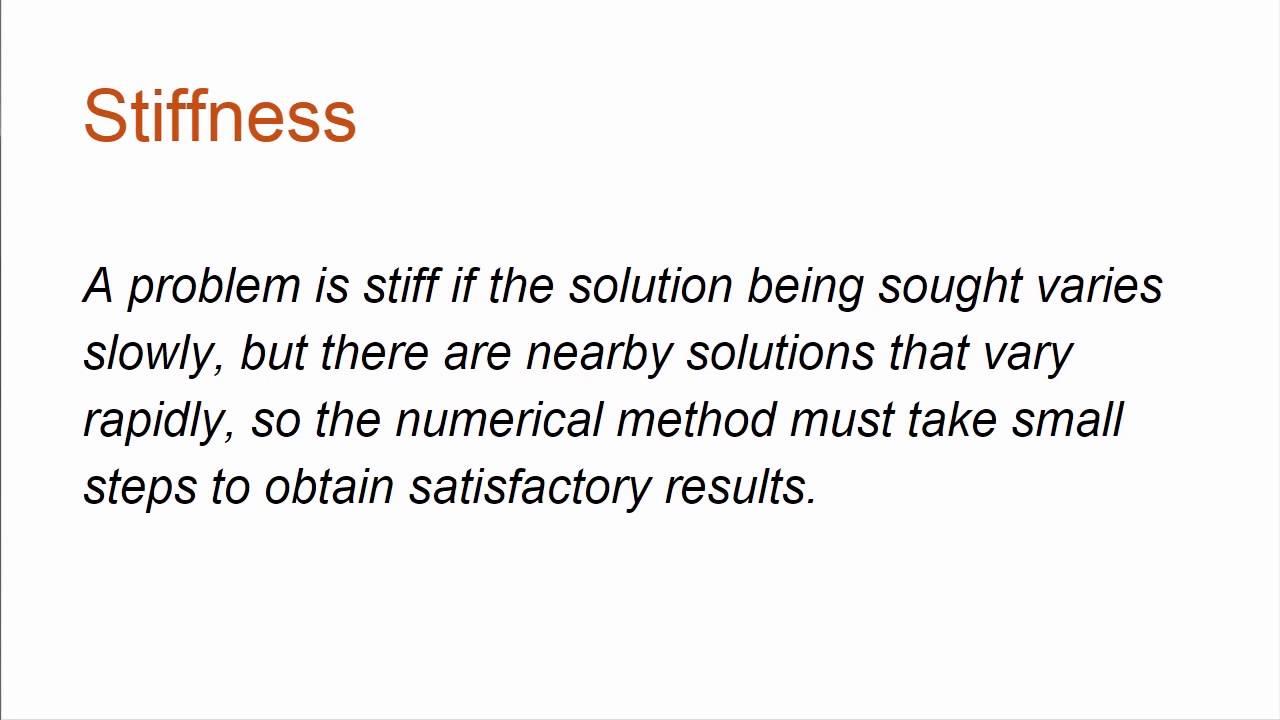 Stiffness
A problem is stiff if the solution being sought varies
slowly, but there are nearby solutions that vary
rapidly, so the numerical method must take small
steps to obtain satisfactory results.